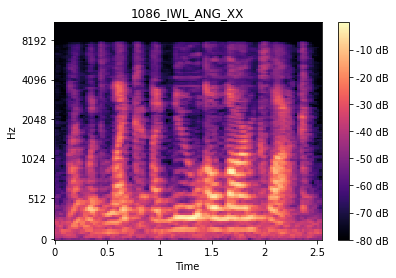 1086_IWL_ANG_XX
Hz
8192
4096
2048
1024
512
0
0 0.5 1 1.5 2 2.5
Time
-10 dB
-20 dB
-30 dB
-40 dB
-50 dB
-60 dB
-70 dB
-80 dB